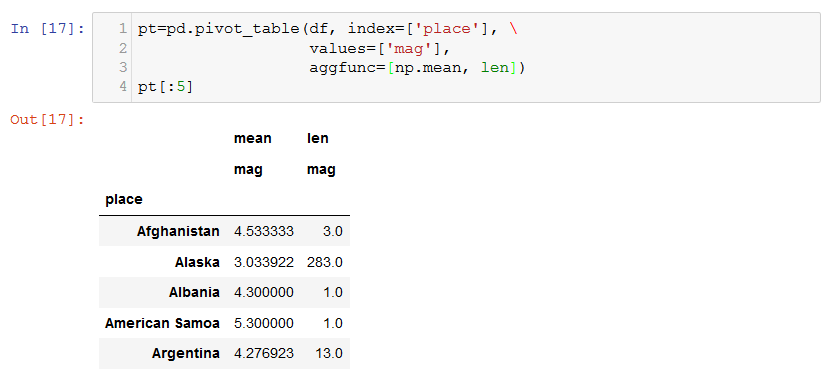 In [17]: 1 pt=pd.pivot_table(df, index=['place'], \
2 values=['mag'],
3 aggfunc=[np.mean, len])
4 pt[:5]
Out[17]:
mean len
mag mag
place
Afghanistan 4.533333 3.0
Alaska 3.033922 283.0
Albania 4.300000 1.0
American Samoa 5.300000 1.0
Argentina 4.276923 13.0